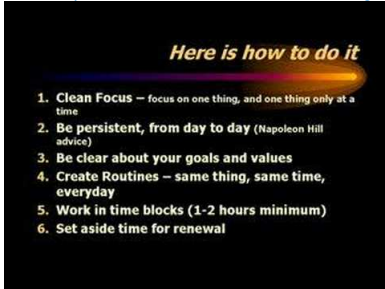 Here is how to do it
1. Clean Focus – focus on one thing, and one thing only at a
time
2. Be persistent, from day to day (Napoleon Hill
advice)
3. Be clear about your goals and values
4. Create Routines – same thing, same time,
everyday
5. Work in time blocks (1-2 hours minimum)
6. Set aside time for renewal